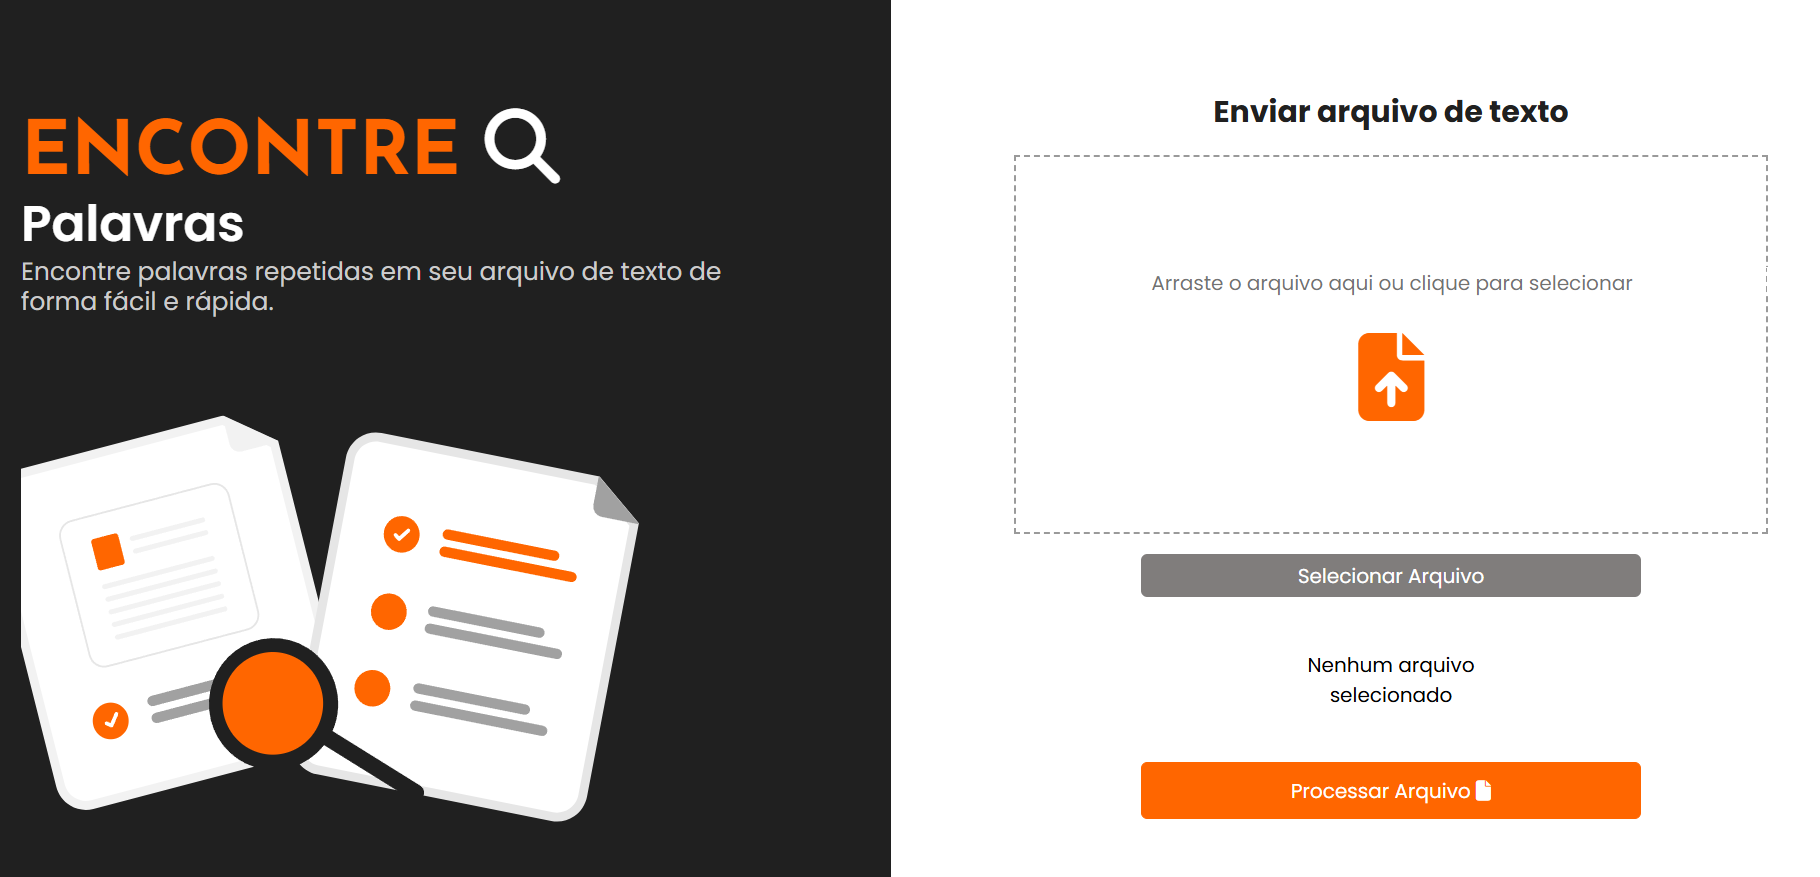 ENCONTRE
Palavras
Encontre palavras repetidas em seu arquivo de texto de
forma fácil e rápida.
Enviar arquivo de texto
Arraste o arquivo aqui ou clique para selecionar
Selecionar Arquivo
Nenhum arquivo
selecionado
Processar Arquivo